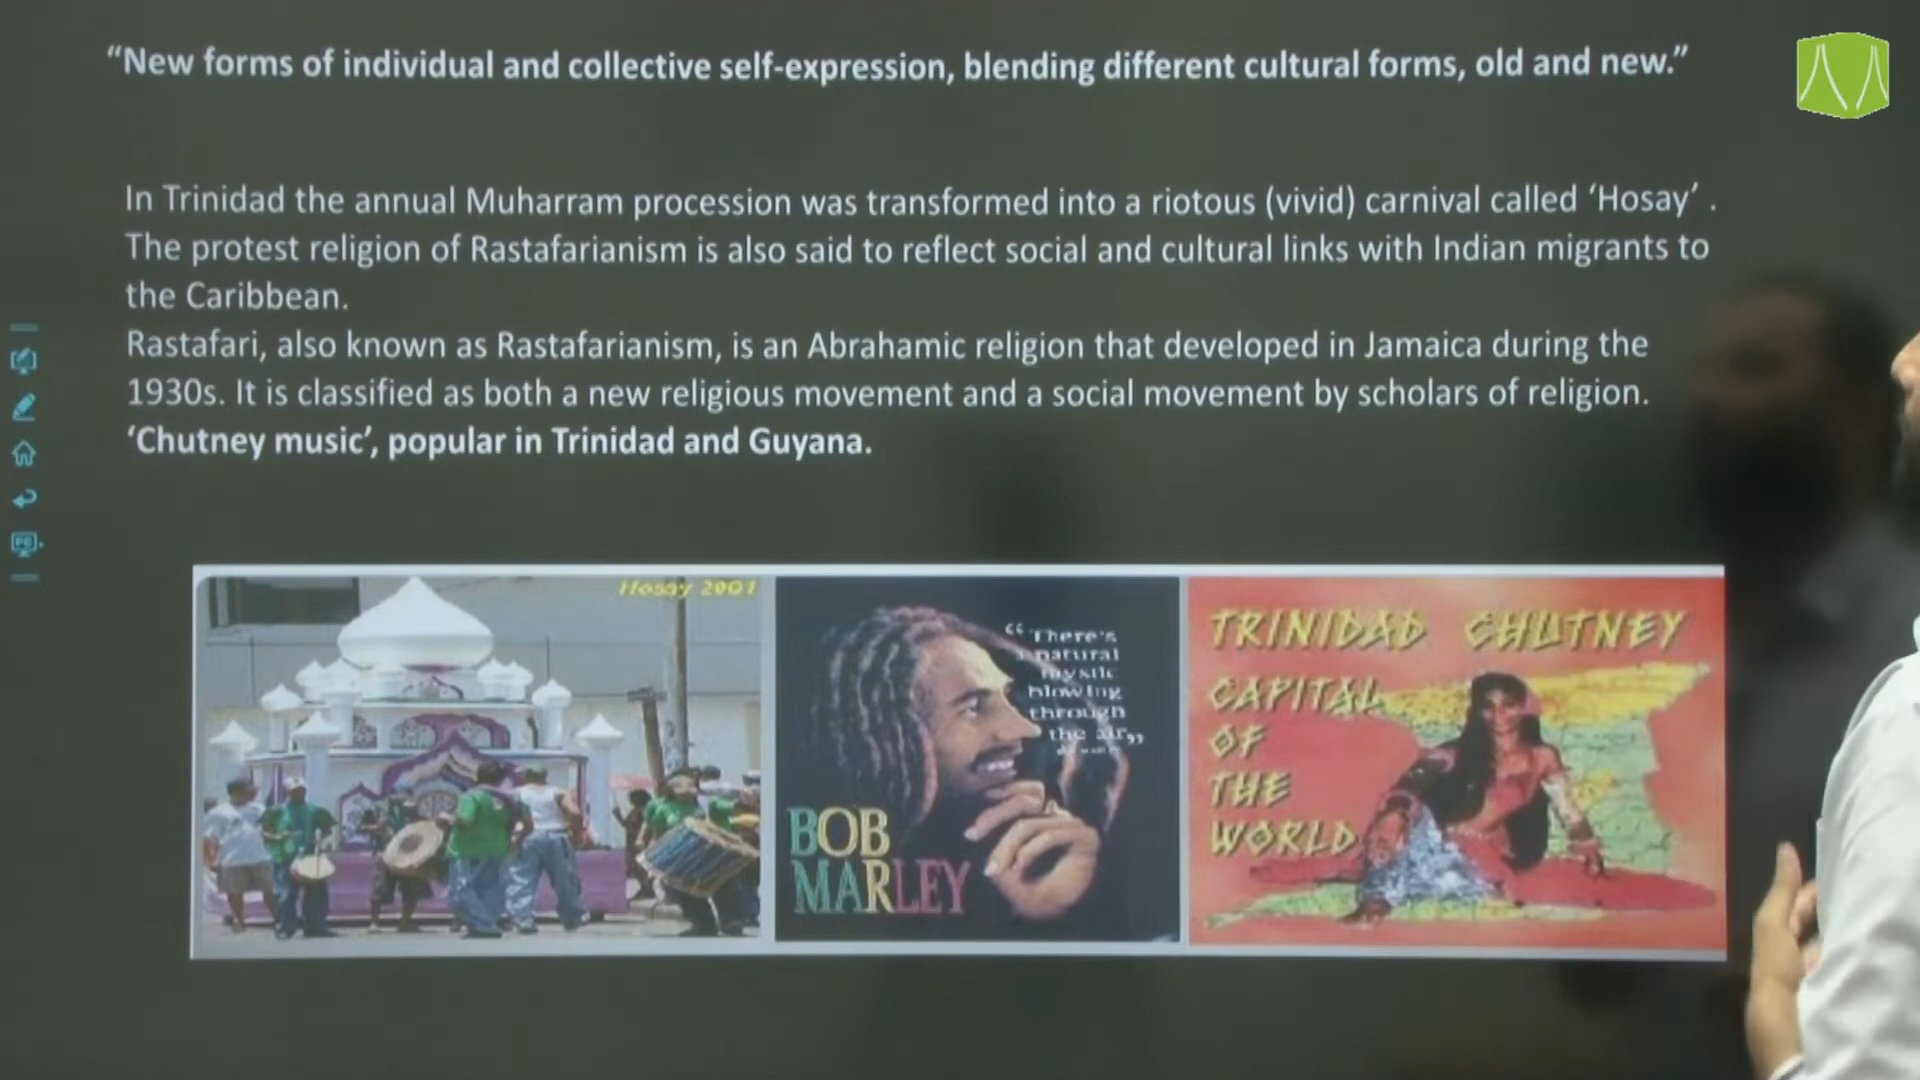 “New forms of individual and collective self-expression, blending different cultural forms, old and new.”
In Trinidad the annual Muharram procession was transformed into a riotous (vivid) carnival called ‘Hosay’ .
The protest religion of Rastafarianism is also said to reflect social and cultural links with Indian migrants to
the Caribbean.
Rastafari, also known as Rastafarianism, is an Abrahamic religion that developed in Jamaica during the
1930s. It is classified as both a new religious movement and a social movement by scholars of religion.
‘Chutney music’, popular in Trinidad and Guyana.
Hosay 2001
“There's
a natural
mystic
blowing
through
the air„
BOB
MARLEY
TRINIDAD CHUTNEY
CAPITAL
OF
THE
WORLD
PC